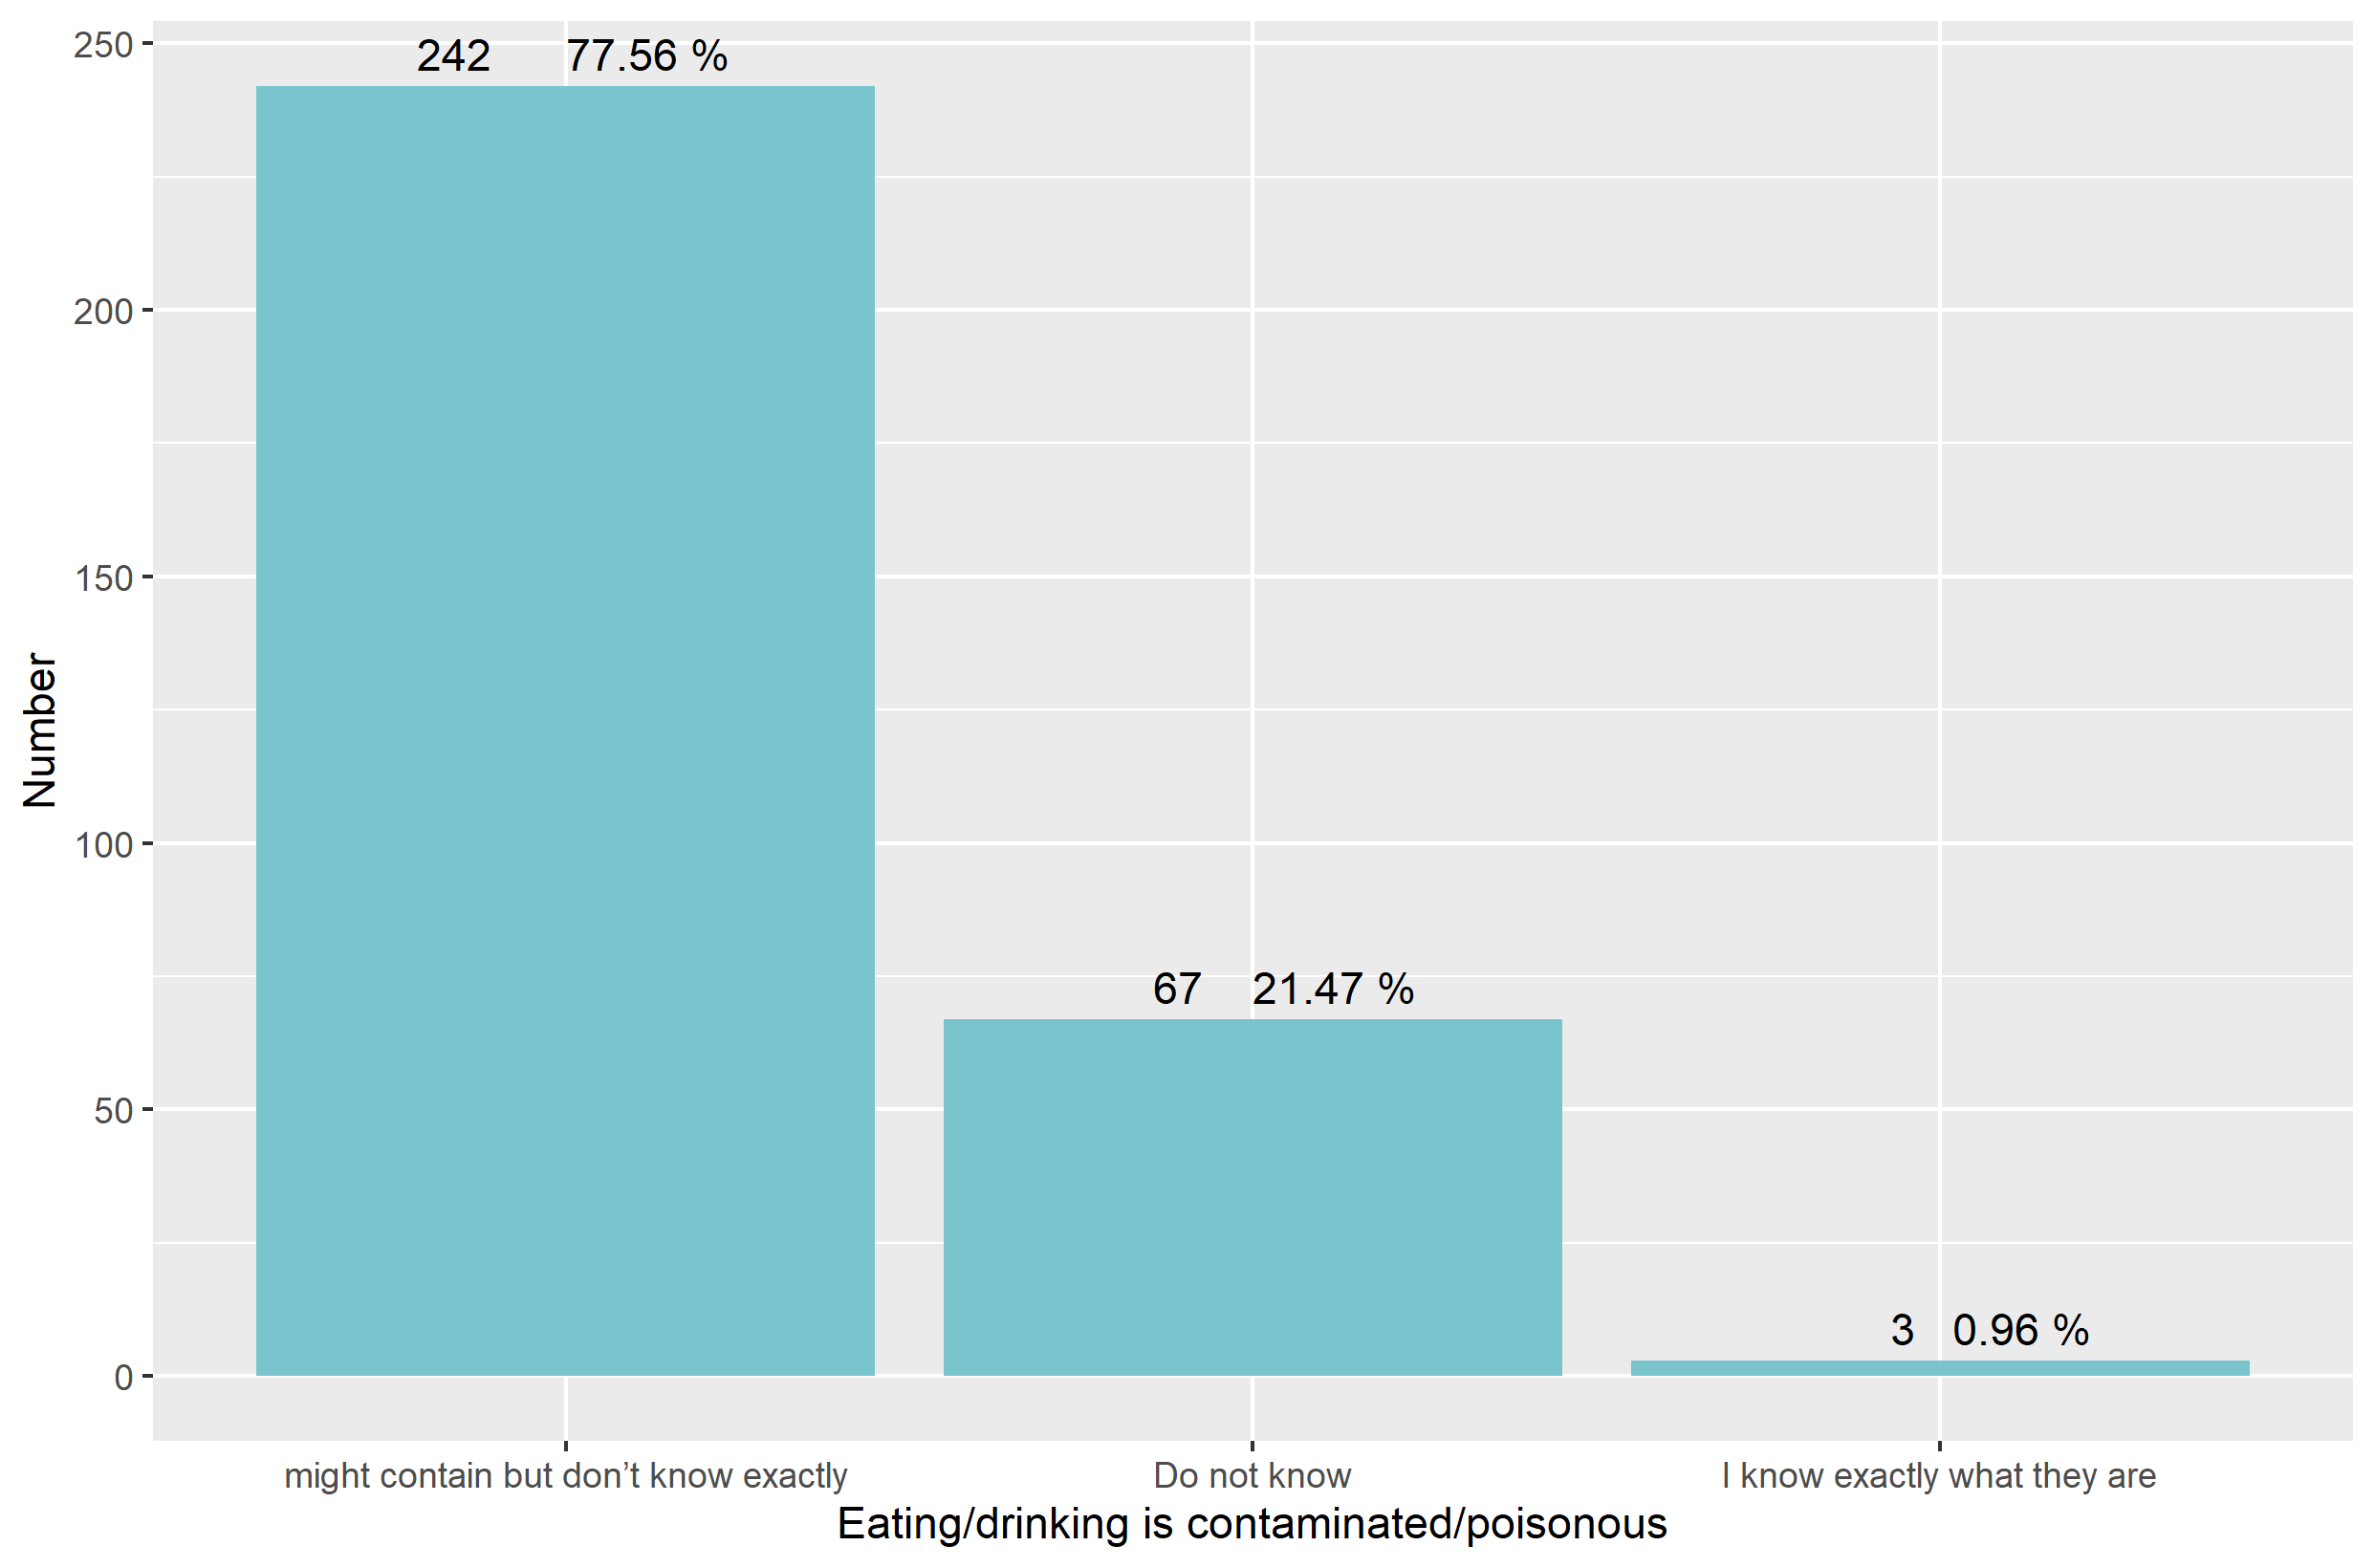 250
200
150
100
50
0
Number
242 77.56 %
67 21.47 %
3 0.96 %
might contain but don’t know exactly
Do not know
I know exactly what they are
Eating/drinking is contaminated/poisonous